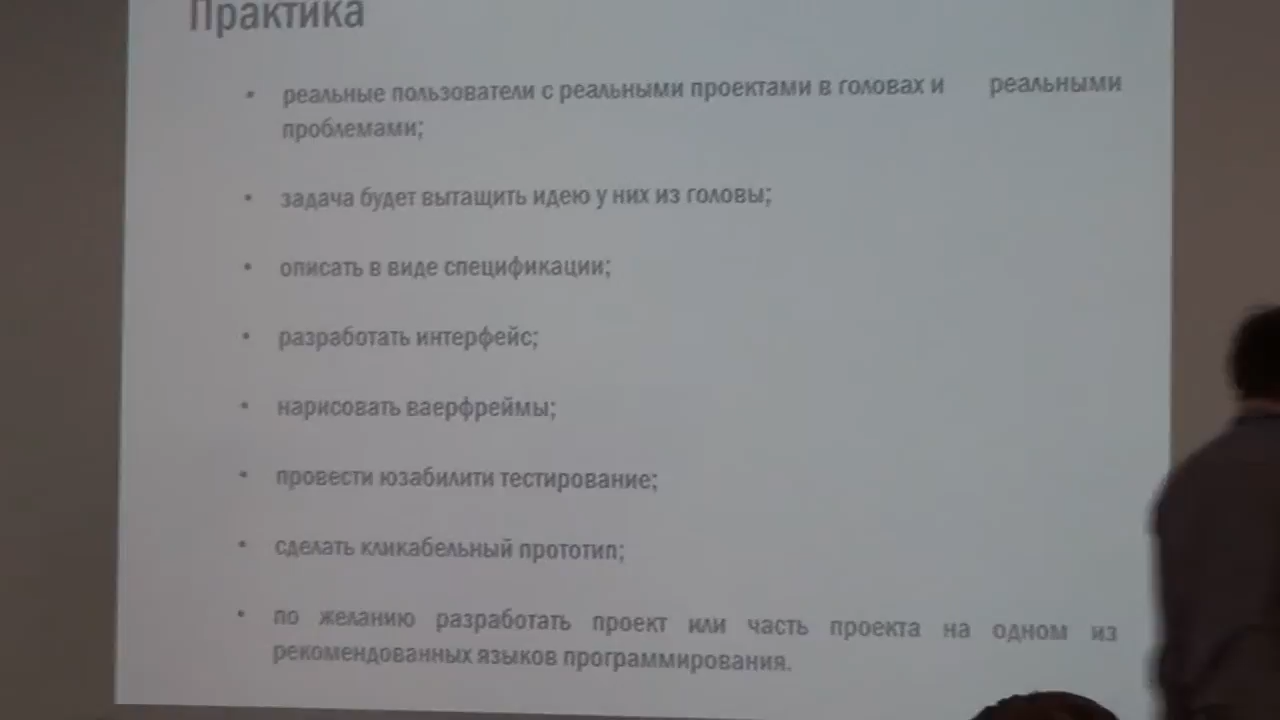 Практика
• реальные пользователи с реальными проектами в головах и реальными
проблемами;
• задача будет вытащить идею у них из головы;
• описать в виде спецификации;
• разработать интерфейс;
• нарисовать ваерфреймы;
• провести юзабилити тестирование;
• сделать кликабельный прототип;
• по желанию разработать проект или часть проекта на одном из
рекомендованных языков программирования.